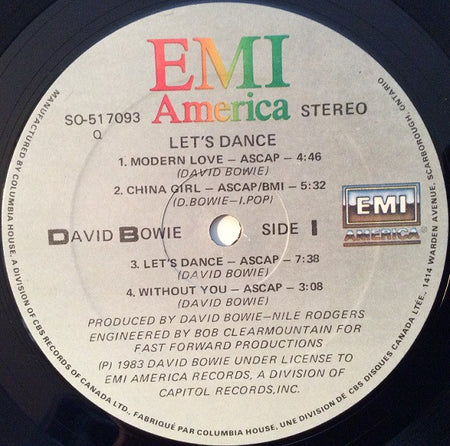 EMI
America
SO-517093
Q
STEREO
LET'S DANCE
1. MODERN LOVE – ASCAP – 4:46
(DAVID BOWIE)
2. CHINA GIRL – ASCAP/BMI – 5:32
(D.BOWIE–I.POP)
DAVID BOWIE
SIDE I
EMI
AMERICA®
3. LET'S DANCE – ASCAP – 7:38
(DAVID BOWIE)
4. WITHOUT YOU – ASCAP – 3:08
(DAVID BOWIE)
PRODUCED BY DAVID BOWIE–NILE RODGERS
ENGINEERED BY BOB CLEARMOUNTAIN FOR
FAST FORWARD PRODUCTIONS
(P) 1983 DAVID BOWIE UNDER LICENSE TO
EMI AMERICA RECORDS, A DIVISION OF
CAPITOL RECORDS,INC.
MANUFACTURED BY COLUMBIA HOUSE, A DIVISION OF CBS RECORDS OF CANADA LTD., FABRIQUÉ PAR COLUMBIA HOUSE, UNE DIVISION DE CBS DISQUES CANADA LTÉE., 1414 WARDEN AVENUE, SCARBOROUGH, ONTARIO